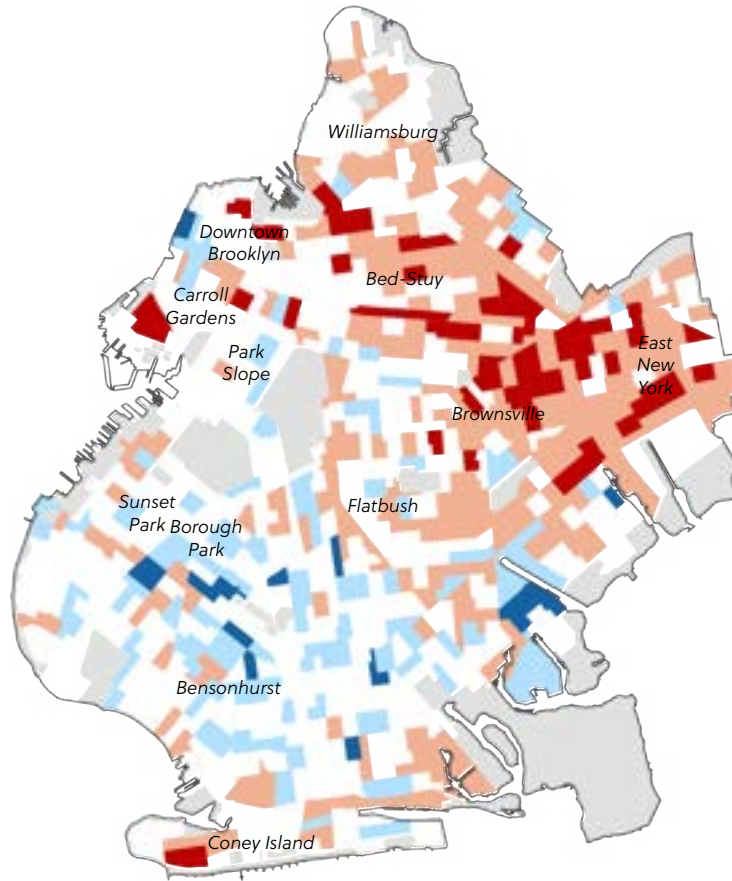 Williamsburg
Downtown
Brooklyn
Bed-Stuy
Carroll
Gardens
East
New
York
Park
Slope
Brownsville
Sunset
Park
Borough
Park
Flatbush
Bensonhurst
Coney Island